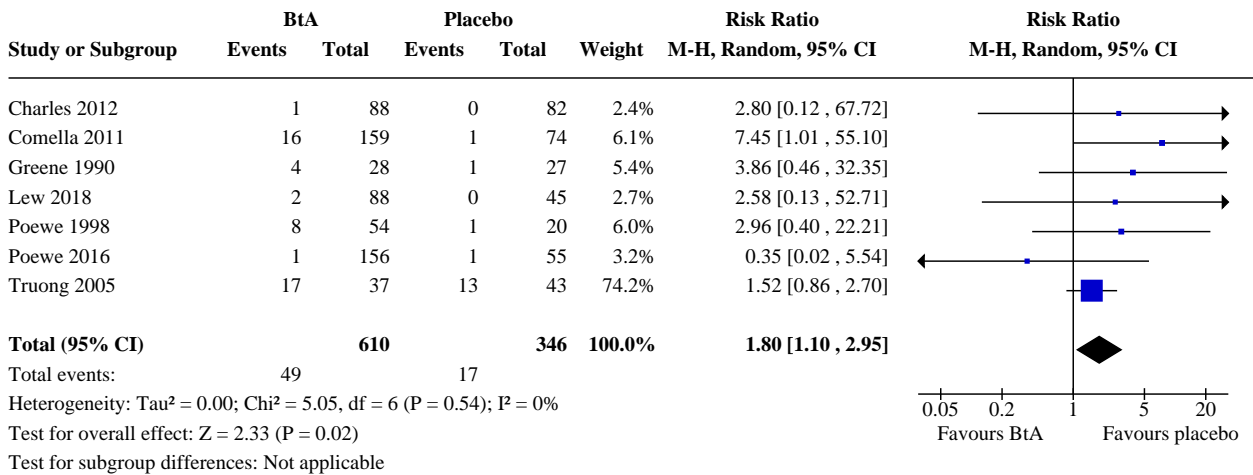 BtA Placebo Risk Ratio Risk Ratio
Study or Subgroup Events Total Events Total Weight M-H, Random, 95% CI M-H, Random, 95% CI
Charles 2012 1 88 0 82 2.4% 2.80 [0.12 , 67.72]
Comella 2011 16 159 1 74 6.1% 7.45 [1.01 , 55.10]
Greene 1990 4 28 1 27 5.4% 3.86 [0.46 , 32.35]
Lew 2018 2 88 0 45 2.7% 2.58 [0.13 , 52.71]
Poewe 1998 8 54 1 20 6.0% 2.96 [0.40 , 22.21]
Poewe 2016 1 156 1 55 3.2% 0.35 [0.02 , 5.54]
Truong 2005 17 37 13 43 74.2% 1.52 [0.86 , 2.70]
Total (95% CI) 610 346 100.0% 1.80 [1.10 , 2.95]
Total events: 49 17
Heterogeneity: Tau² = 0.00; Chi² = 5.05, df = 6 (P = 0.54); I² = 0%
0.05 0.2 1 5 20
Test for overall effect: Z = 2.33 (P = 0.02)
Favours BtA Favours placebo
Test for subgroup differences: Not applicable